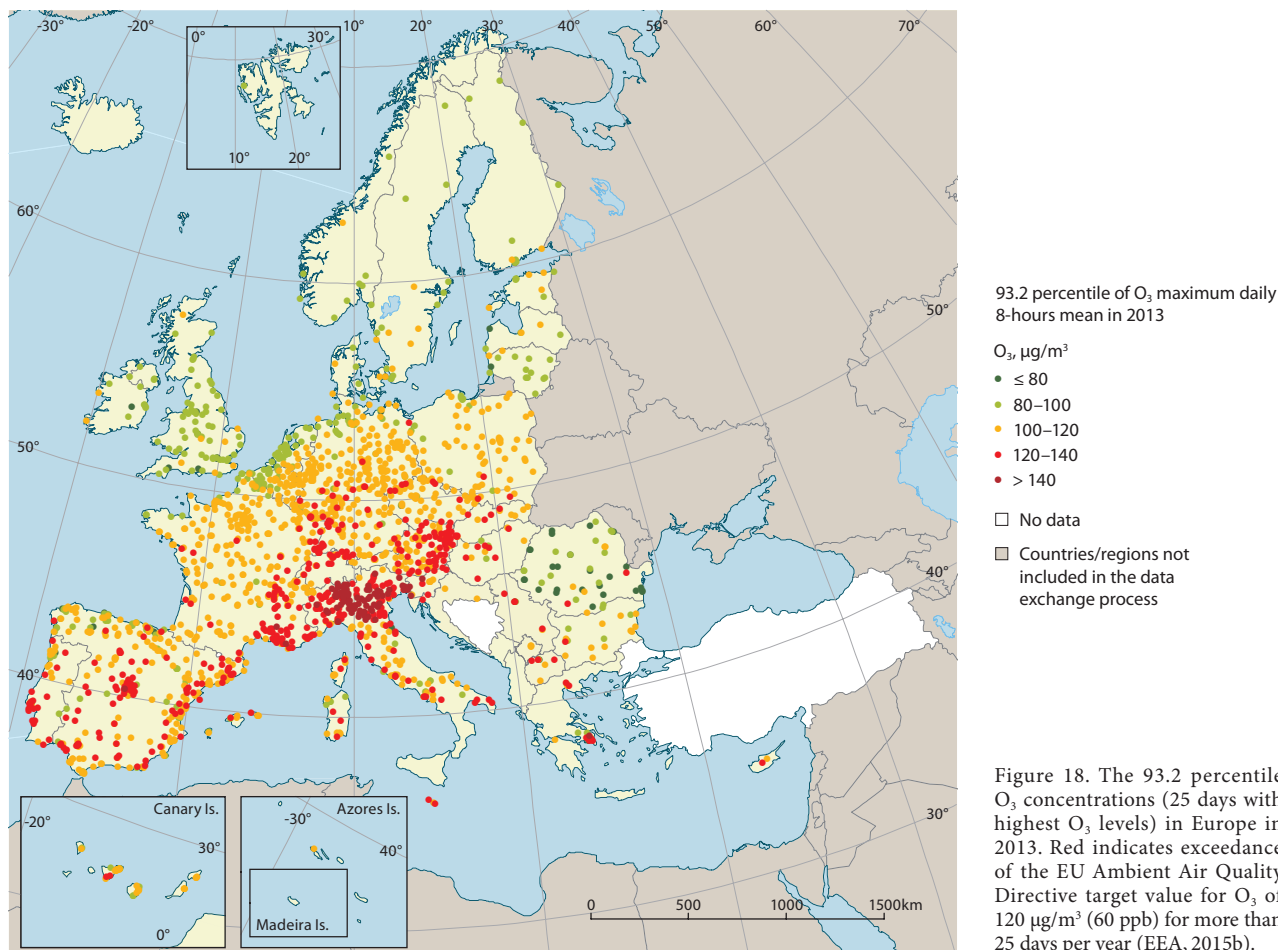 -30°
-20°
10°
20°
30°
40°
50°
60°
70°
0°
30°
10°
20°
60°
50°
50°
40°
40°
30°
Canary Is.
-20°
30°
0°
Azores Is.
-30°
40°
Madeira Is.
0 500 1000 1500km
93.2 percentile of O₃ maximum daily
8-hours mean in 2013
O₃, µg/m³
≤ 80
80–100
100–120
120–140
> 140
No data
Countries/regions not
included in the data
exchange process
Figure 18. The 93.2 percentile
O₃ concentrations (25 days with
highest O₃ levels) in Europe in
2013. Red indicates exceedance
of the EU Ambient Air Quality
Directive target value for O₃ of
120 µg/m³ (60 ppb) for more than
25 days per year (EEA, 2015b).